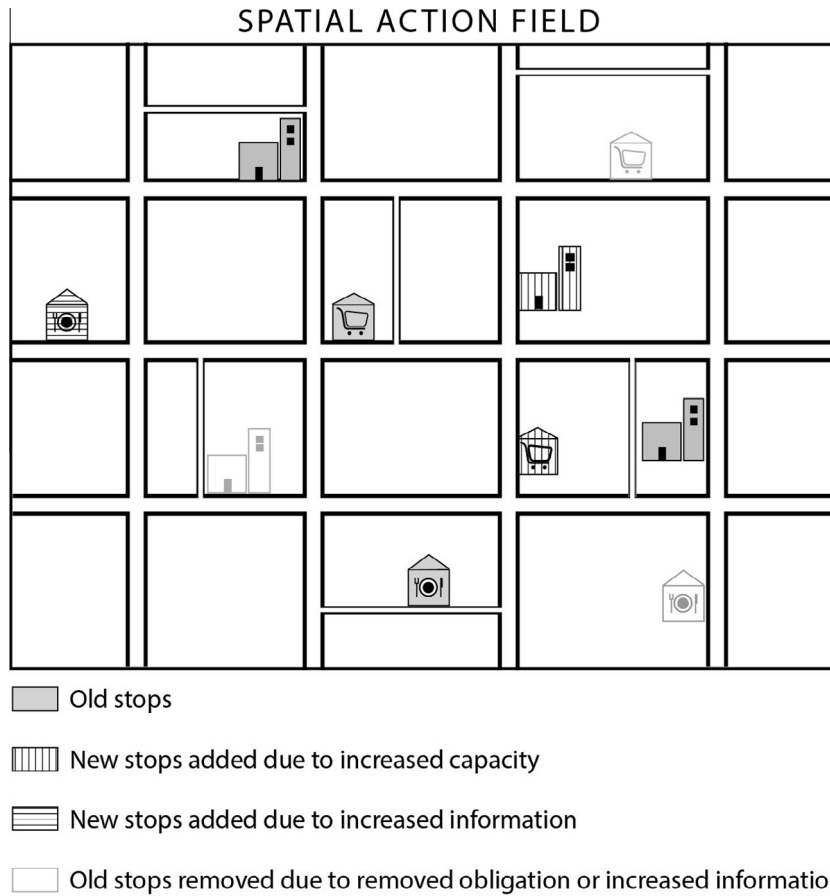 SPATIAL ACTION FIELD
Old stops
New stops added due to increased capacity
New stops added due to increased information
Old stops removed due to removed obligation or increased informatio